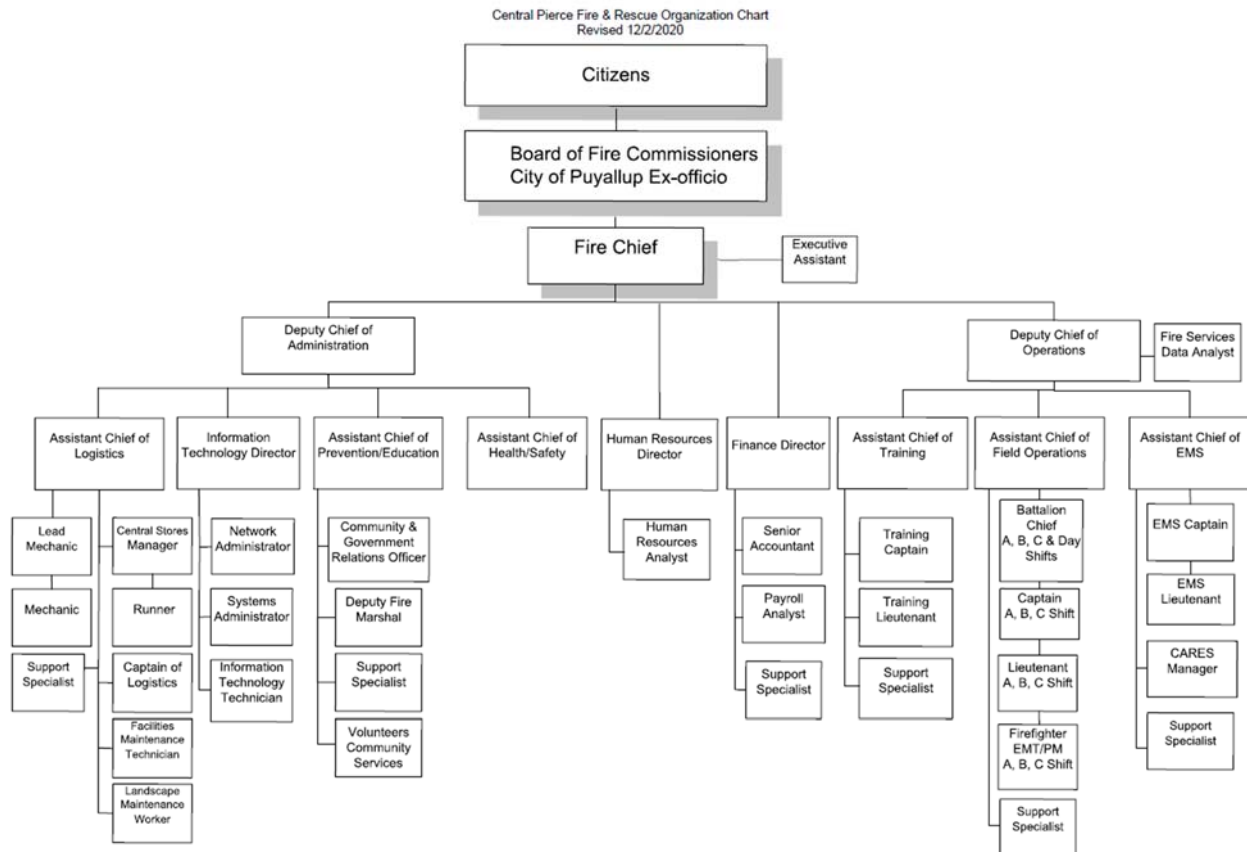 Central Pierce Fire & Rescue Organization Chart
Revised 12/2/2020
Citizens
Board of Fire Commissioners
City of Puyallup Ex-officio
Fire Chief
Executive
Assistant
Deputy Chief of
Administration
Deputy Chief of
Operations
Fire Services
Data Analyst
Assistant Chief of
Logistics
Information
Technology Director
Assistant Chief of
Prevention/Education
Assistant Chief of
Health/Safety
Human Resources
Director
Finance Director
Assistant Chief of
Training
Assistant Chief of
Field Operations
Assistant Chief of
EMS
Lead
Mechanic
Mechanic
Support
Specialist
Central Stores
Manager
Runner
Captain of
Logistics
Facilities
Maintenance
Technician
Landscape
Maintenance
Worker
Network
Administrator
Systems
Administrator
Information
Technology
Technician
Community &
Government
Relations Officer
Deputy Fire
Marshal
Support
Specialist
Volunteers
Community
Services
Human
Resources
Analyst
Senior
Accountant
Payroll
Analyst
Support
Specialist
Training
Captain
Training
Lieutenant
Support
Specialist
Battalion
Chief
A, B, C & Day
Shifts
Captain
A, B, C Shift
Lieutenant
A, B, C Shift
Firefighter
EMT/PM
A, B, C Shift
Support
Specialist
EMS Captain
EMS
Lieutenant
CARES
Manager
Support
Specialist